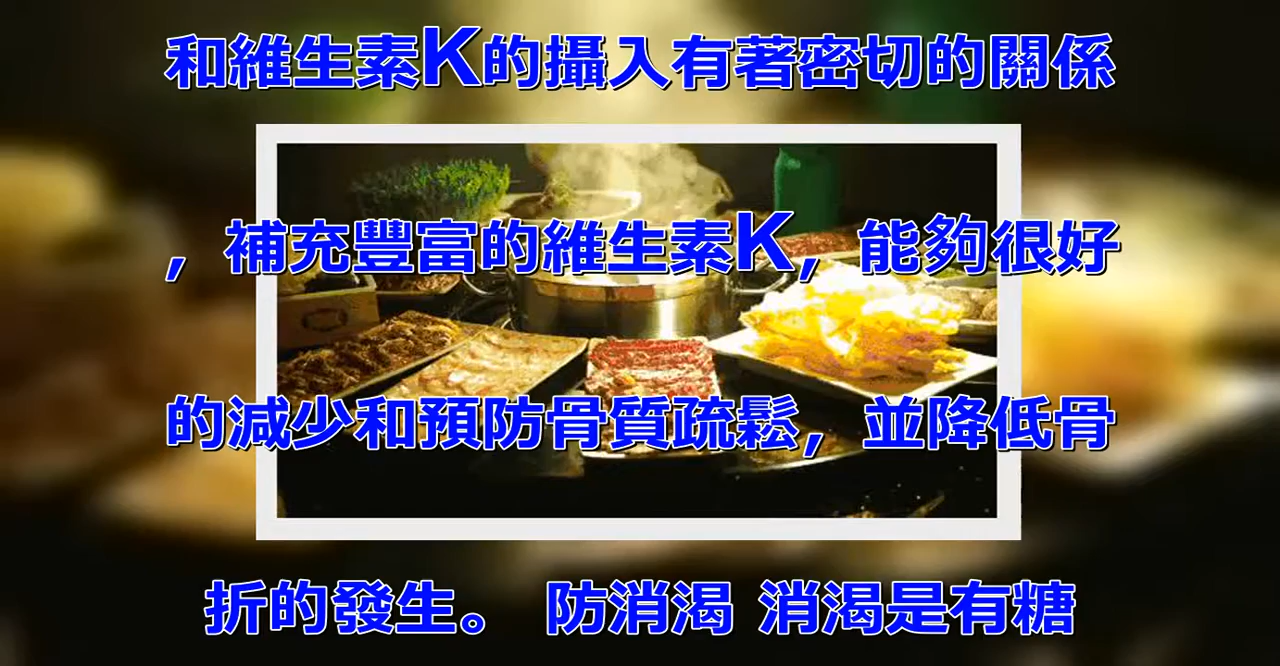 和維生素K的攝入有著密切的關係
，補充豐富的維生素K，能夠很好
的減少和預防骨質疏鬆，並降低骨
折的發生。 防消渴 消渴是有糖